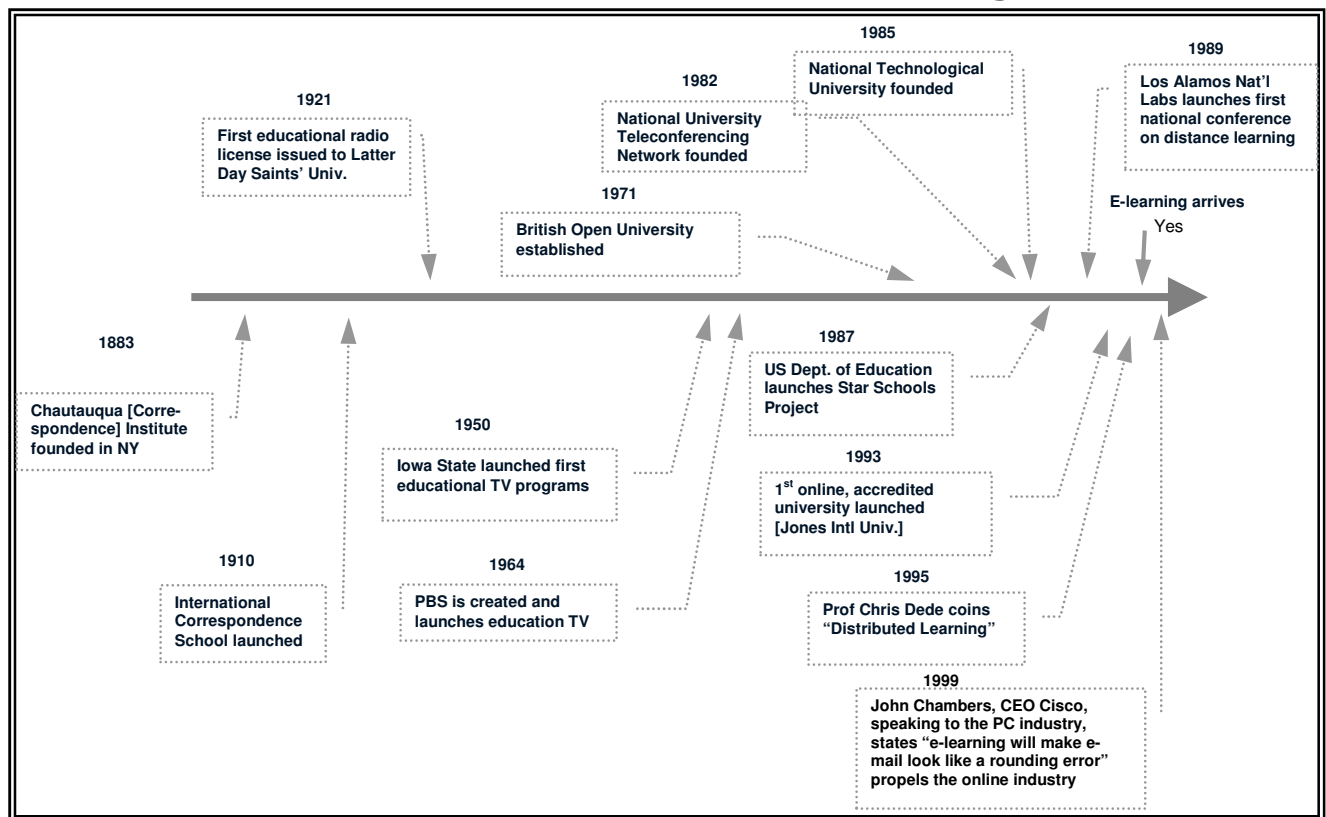 1985
National Technological
University founded
1989
Los Alamos Nat’l
Labs launches first
national conference
on distance learning
1982
National University
Teleconferencing
Network founded
1921
First educational radio
license issued to Latter
Day Saints’ Univ.
1971
British Open University
established
E-learning arrives
Yes
1883
Chautauqua [Corre-
spondence] Institute
founded in NY
1987
US Dept. of Education
launches Star Schools
Project
1950
Iowa State launched first
educational TV programs
1993
1st online, accredited
university launched
[Jones Intl Univ.]
1910
International
Correspondence
School launched
1964
PBS is created and
launches education TV
1995
Prof Chris Dede coins
“Distributed Learning”
1999
John Chambers, CEO Cisco,
speaking to the PC industry,
states “e-learning will make e-
mail look like a rounding error”
propels the online industry